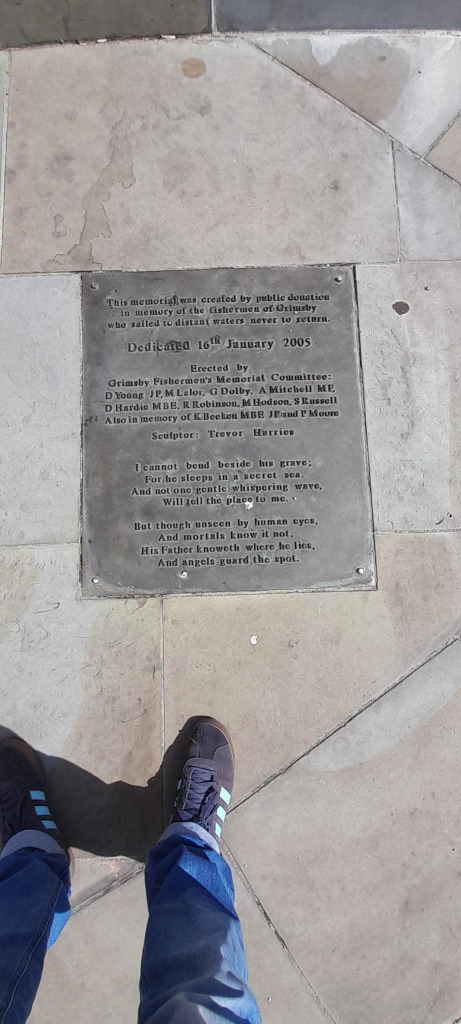 This memorial was created by public donation
in memory of the fishermen of Grimsby
who sailed to distant waters never to return.
Dedicated 16th January 2005
Erected by
Grimsby Fishermen's Memorial Committee:
D Young JP, M Lalor, G Dolby, A Mitchell MP,
D Hardie MBE, R Robinson, M Hodson, S Russell
Also in memory of K Beeken MBE JP and P Moore
Sculptor: Trevor Harries
I cannot bend beside his grave;
For he sleeps in a secret sea.
And not one gentle whispering wave,
Will tell the place to me.
But though unseen by human eyes,
And mortals know it not,
His Father knoweth where he lies,
And angels guard the spot.